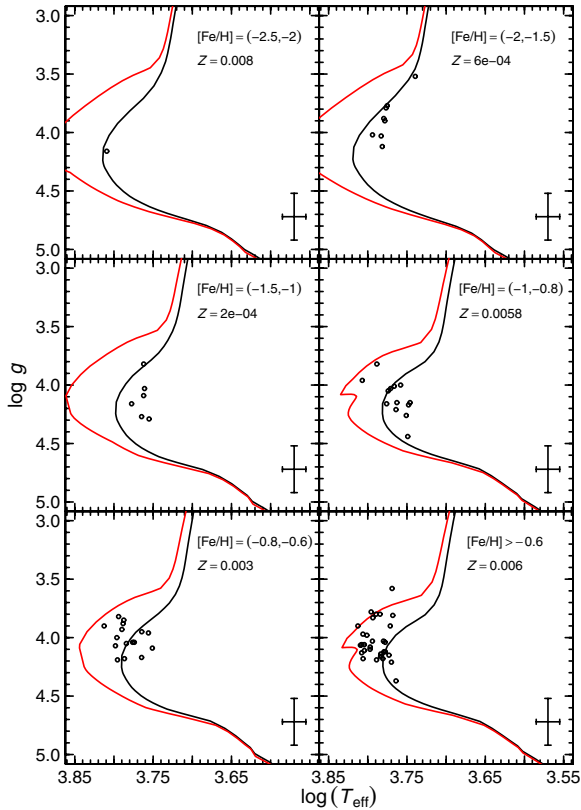 3.0
3.5
4.0
4.5
5.0
[Fe/H]=(−2.5,−2)
Z=0.008
[Fe/H]=(−2,−1.5)
Z=6e−04
3.0
3.5
4.0
4.5
5.0
log g
[Fe/H]=(−1.5,−1)
Z=2e−04
[Fe/H]=(−1,−0.8)
Z=0.0058
3.0
3.5
4.0
4.5
5.0
[Fe/H]=(−0.8,−0.6)
Z=0.003
[Fe/H]>−0.6
Z=0.006
3.85 3.75 3.65 3.85 3.75 3.65 3.55
log(Teff)